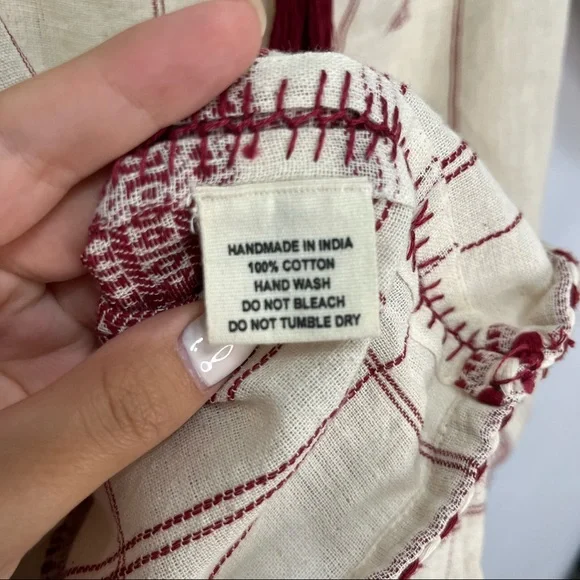 HANDMADE IN INDIA
100% COTTON
HAND WASH
DO NOT BLEACH
DO NOT TUMBLE DRY